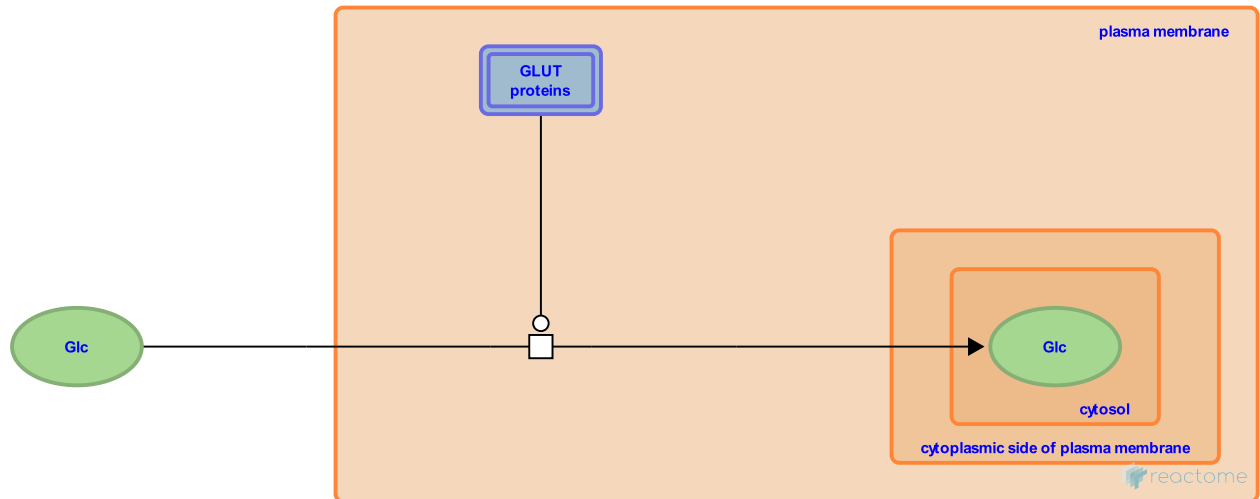 plasma membrane
GLUT
proteins
Glc
Glc
cytosol
cytoplasmic side of plasma membrane
reactome